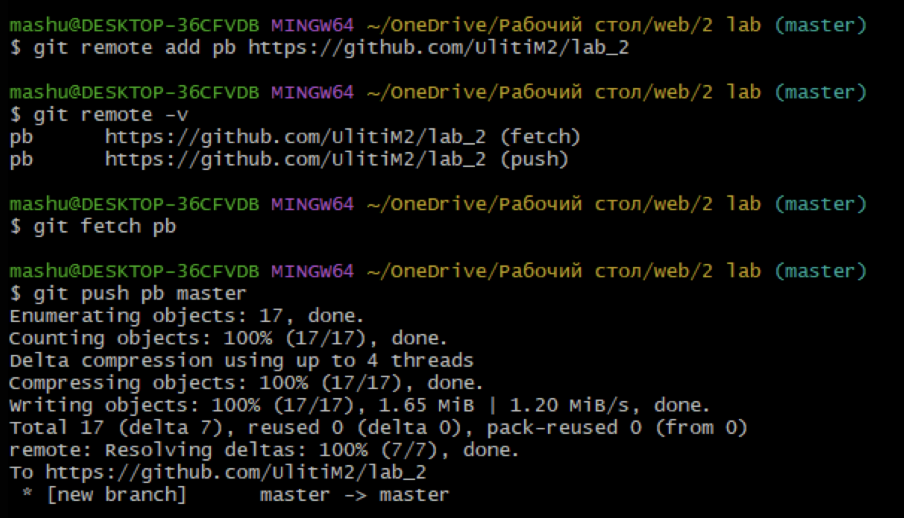 mashu@DESKTOP-36CFVDB MINGW64 ~/OneDrive/Рабочий стол/web/2 lab (master)
$ git remote add pb https://github.com/UlitiM2/lab_2
mashu@DESKTOP-36CFVDB MINGW64 ~/OneDrive/Рабочий стол/web/2 lab (master)
$ git remote -v
pb      https://github.com/UlitiM2/lab_2 (fetch)
pb      https://github.com/UlitiM2/lab_2 (push)
mashu@DESKTOP-36CFVDB MINGW64 ~/OneDrive/Рабочий стол/web/2 lab (master)
$ git fetch pb
mashu@DESKTOP-36CFVDB MINGW64 ~/OneDrive/Рабочий стол/web/2 lab (master)
$ git push pb master
Enumerating objects: 17, done.
Counting objects: 100% (17/17), done.
Delta compression using up to 4 threads
Compressing objects: 100% (17/17), done.
Writing objects: 100% (17/17), 1.65 MiB | 1.20 MiB/s, done.
Total 17 (delta 7), reused 0 (delta 0), pack-reused 0 (from 0)
remote: Resolving deltas: 100% (7/7), done.
To https://github.com/UlitiM2/lab_2
 * [new branch]      master -> master